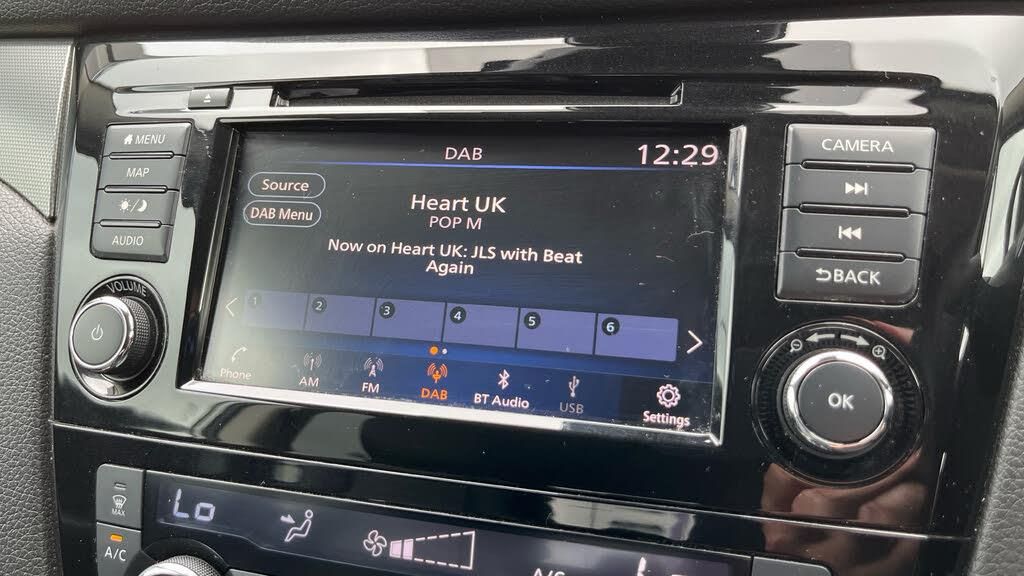 MENU
MAP
AUDIO
VOLUME
DAB
12:29
Source
DAB Menu
Heart UK
POP M
Now on Heart UK: JLS with Beat
Again
1 2 3 4 5 6
Phone
AM
FM
DAB
BT Audio
USB
Settings
CAMERA
BACK
OK
MAX
A/C
Lo